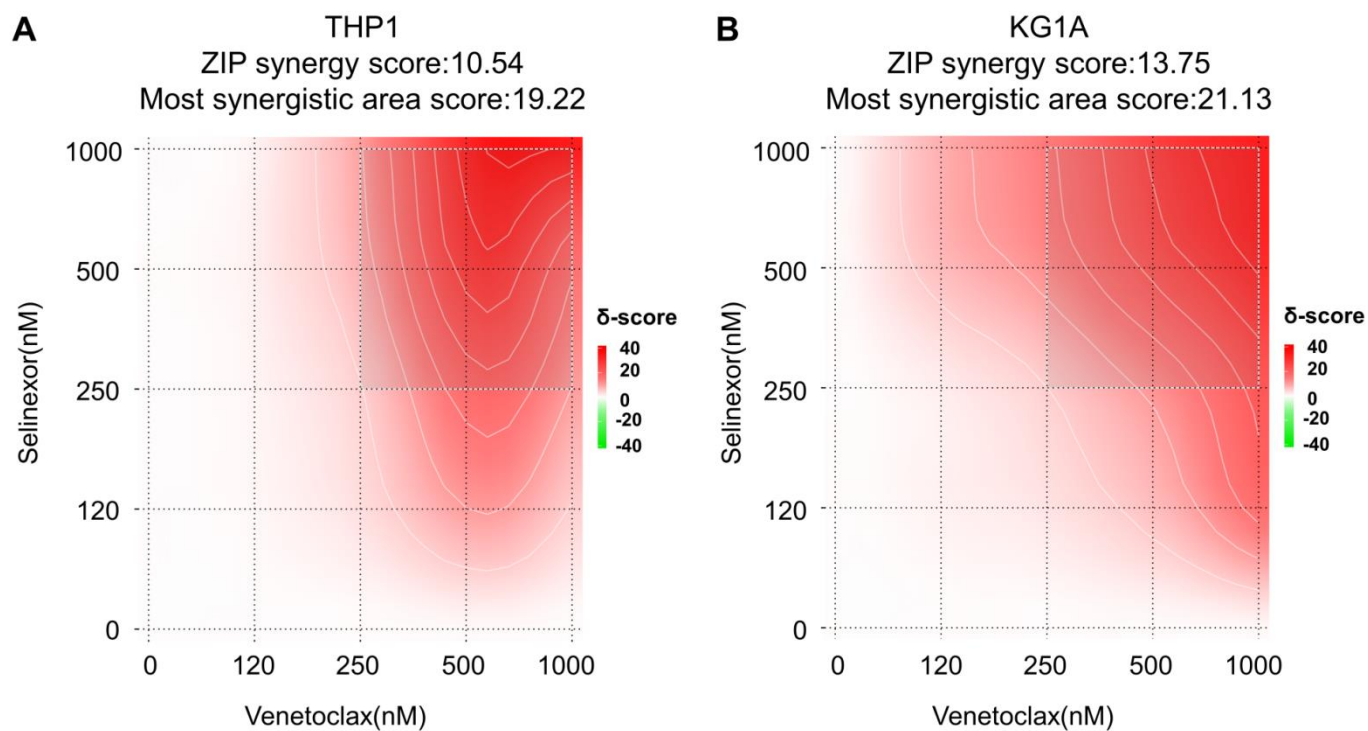 A
THP1
ZIP synergy score:10.54
Most synergistic area score:19.22
1000
500
250
120
0
Selinexor(nM)
0 120 250 500 1000
Venetoclax(nM)
δ-score
40
20
0
-20
-40
B
KG1A
ZIP synergy score:13.75
Most synergistic area score:21.13
1000
500
250
120
0
Selinexor(nM)
0 120 250 500 1000
Venetoclax(nM)
δ-score
40
20
0
-20
-40